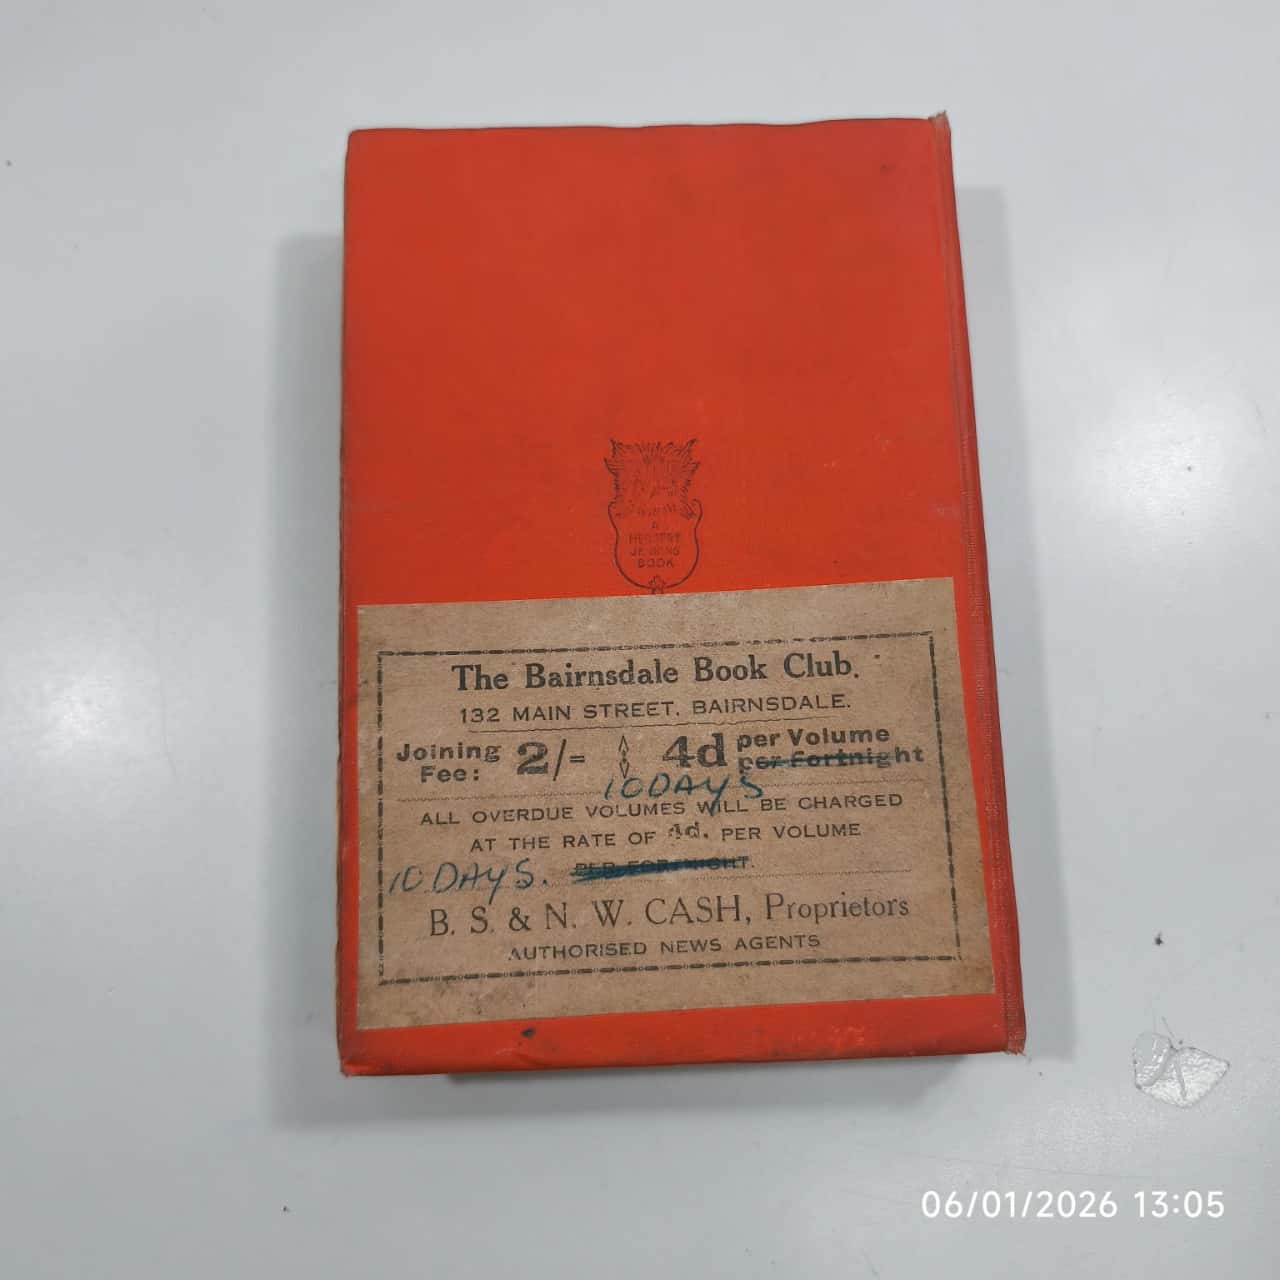 A
HERBERT
JENKINS
BOOK
The Bairnsdale Book Club.
132 MAIN STREET, BAIRNSDALE.
Joining Fee: 2/= 4d per Volume
per Fortnight
10 DAYS
ALL OVERDUE VOLUMES WILL BE CHARGED
AT THE RATE OF 4d. PER VOLUME
10 DAYS. PER FORTNIGHT.
B. S. & N. W. CASH, Proprietors
AUTHORISED NEWS AGENTS
06/01/2026 13:05